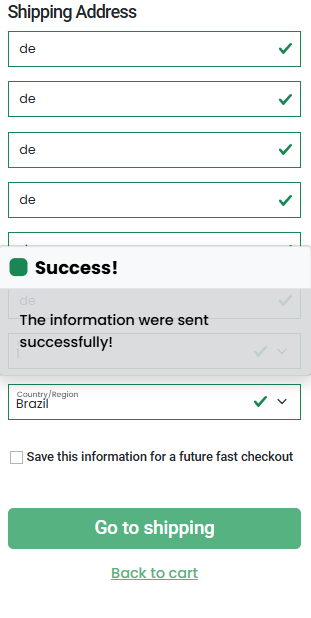 Shipping Address
de
de
de
de
Success!
de
The information were sent
successfully!
Country/Region
Brazil
Save this information for a future fast checkout
Go to shipping
Back to cart